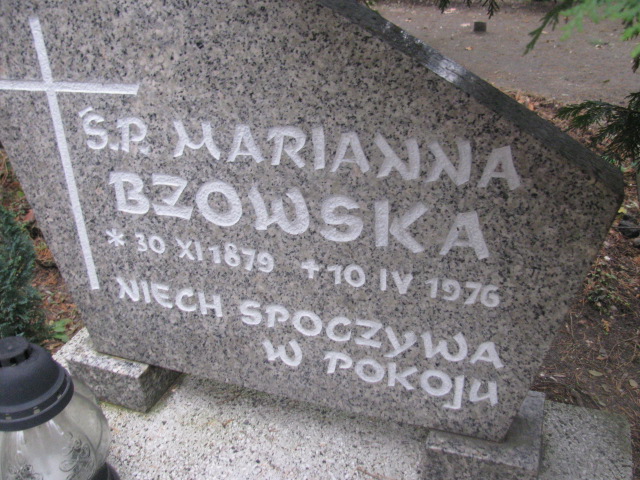 Ś.P. MARIANNA
BZOWSKA
* 30 XI 1879 + 10 IV 1976
NIECH SPOCZYWA
W POKOJU